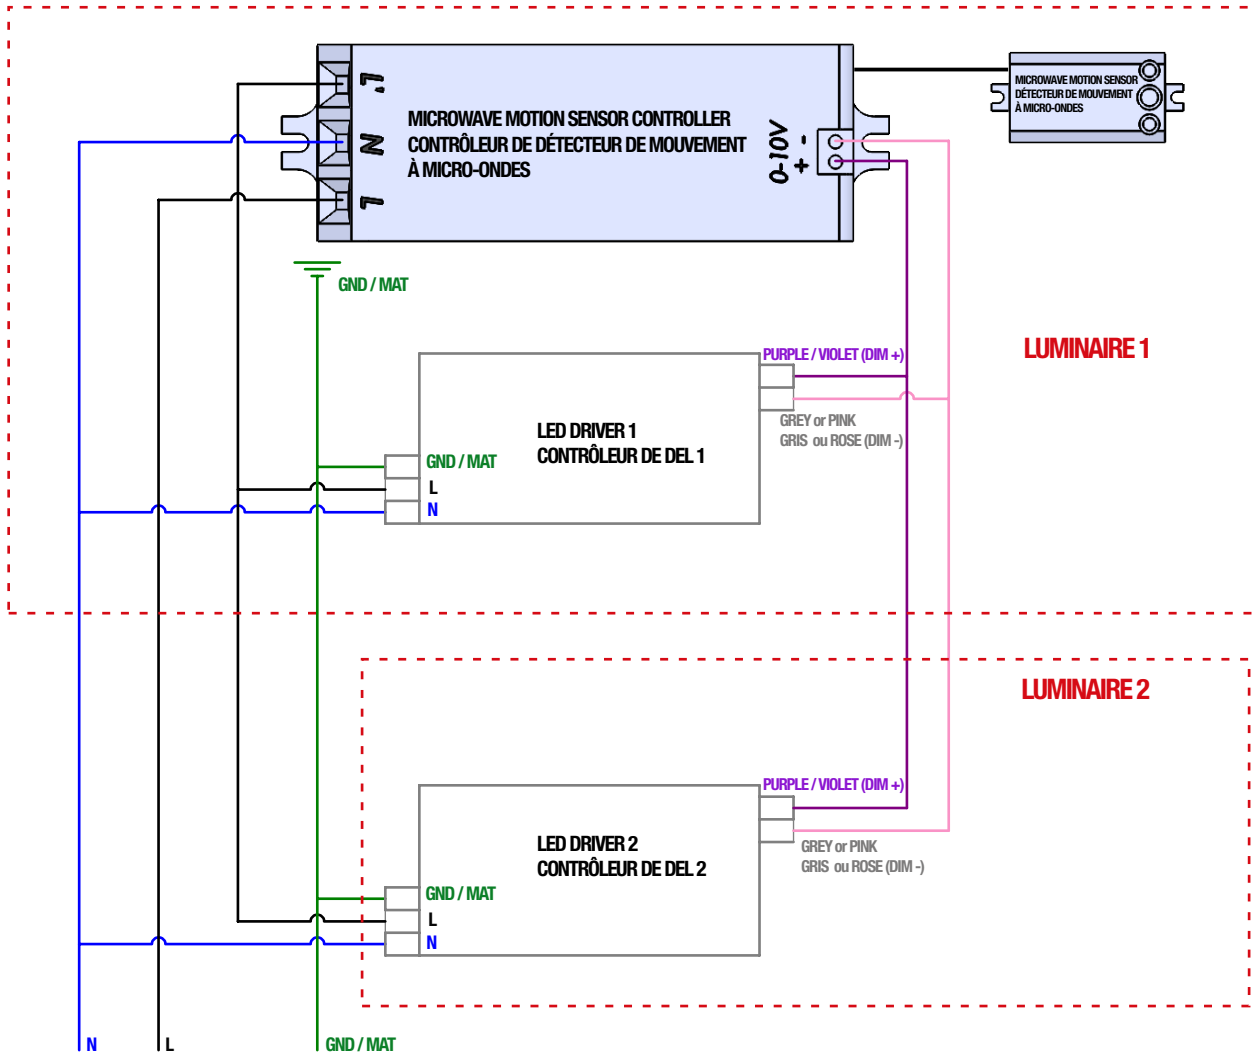 L'
N
L
MICROWAVE MOTION SENSOR CONTROLLER
CONTRÔLEUR DE DÉTECTEUR DE MOUVEMENT
À MICRO-ONDES
0-10V
+ -
MICROWAVE MOTION SENSOR
DÉTECTEUR DE MOUVEMENT
À MICRO-ONDES
GND / MAT
LUMINAIRE 1
PURPLE / VIOLET (DIM +)
GREY or PINK
GRIS ou ROSE (DIM -)
LED DRIVER 1
CONTRÔLEUR DE DEL 1
GND / MAT
L
N
LUMINAIRE 2
PURPLE / VIOLET (DIM +)
GREY or PINK
GRIS ou ROSE (DIM -)
LED DRIVER 2
CONTRÔLEUR DE DEL 2
GND / MAT
L
N
N
L
GND / MAT